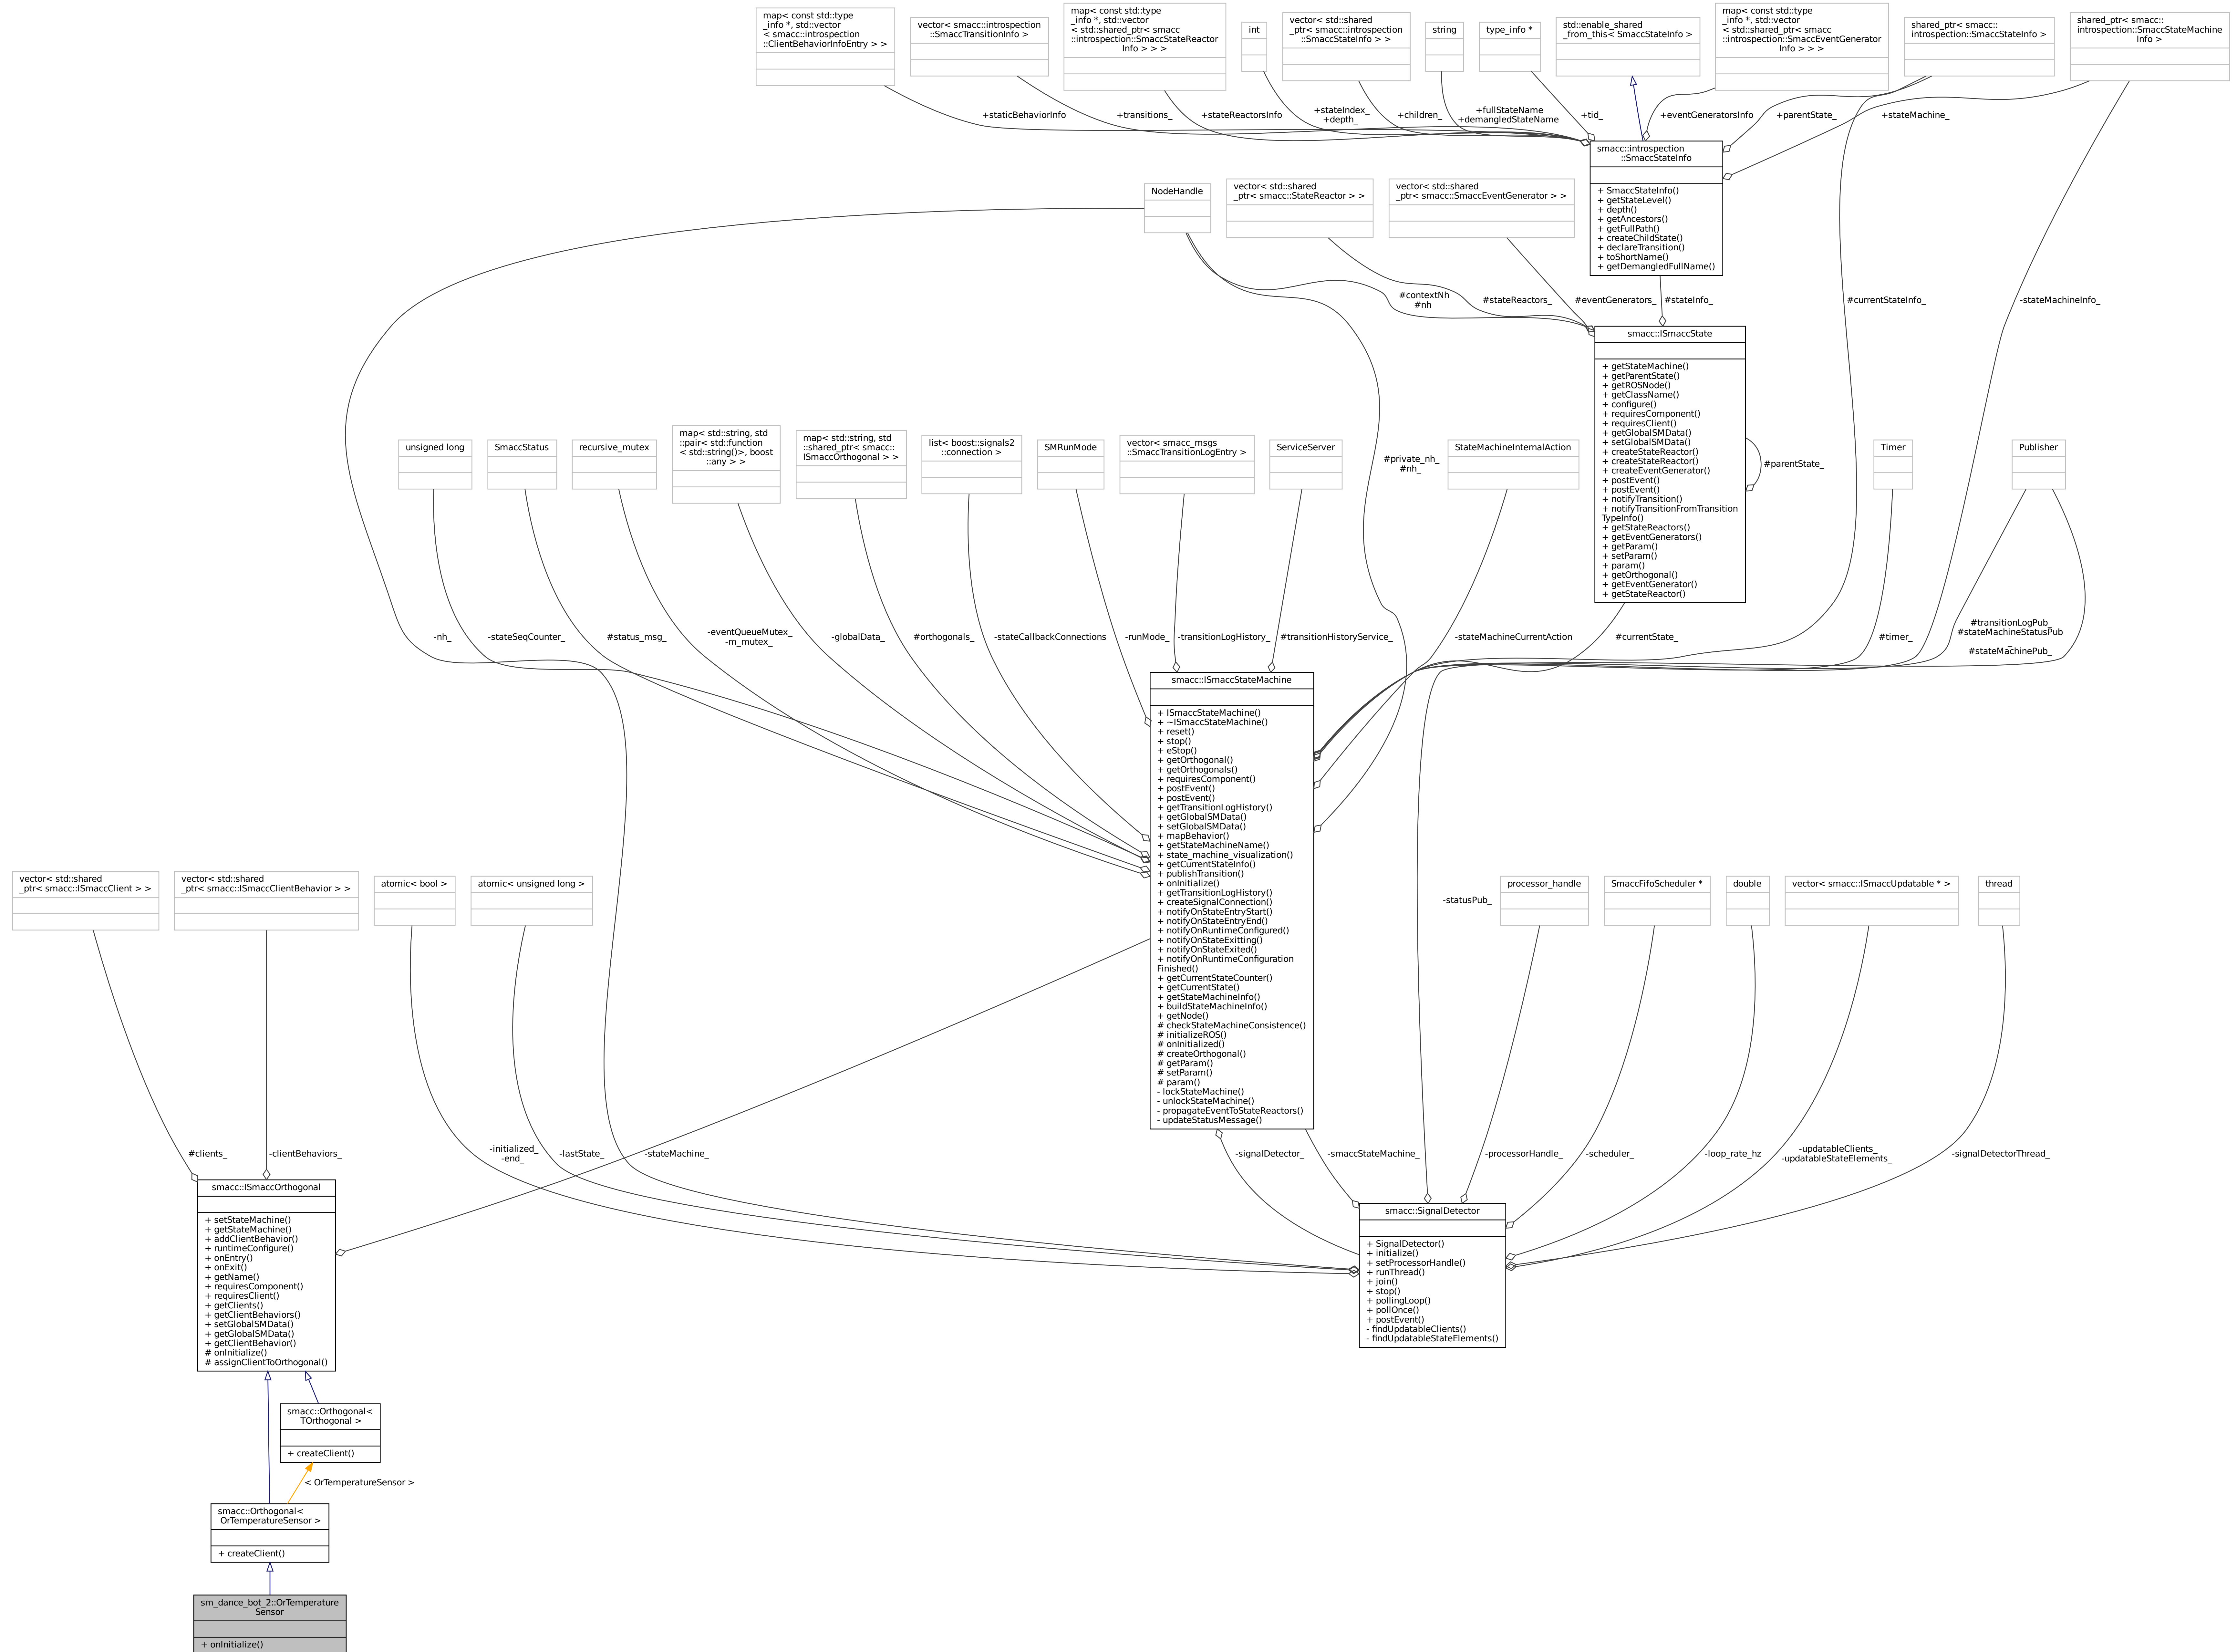 map< const std::type
_info *, std::vector
< smacc::introspection
::ClientBehaviorInfoEntry > >
vector< smacc::introspection
::SmaccTransitionInfo >
map< const std::type
_info *, std::vector
< std::shared_ptr< smacc
::introspection::SmaccStateReactor
Info > > >
int
vector< std::shared
_ptr< smacc::introspection
::SmaccStateInfo > >
string
type_info *
std::enable_shared
_from_this< SmaccStateInfo >
map< const std::type
_info *, std::vector
< std::shared_ptr< smacc
::introspection::SmaccEventGenerator
Info > > >
shared_ptr< smacc::
introspection::SmaccStateInfo >
shared_ptr< smacc::
introspection::SmaccStateMachine
Info >
+staticBehaviorInfo
+transitions_
+stateReactorsInfo
+stateIndex_
+depth_
+children_
+fullStateName
+demangledStateName
+tid_
+eventGeneratorsInfo
+parentState_
+stateMachine_
smacc::introspection
::SmaccStateInfo
+ SmaccStateInfo()
+ getStateLevel()
+ depth()
+ getAncestors()
+ getFullPath()
+ createChildState()
+ declareTransition()
+ toShortName()
+ getDemangledFullName()
NodeHandle
vector< std::shared
_ptr< smacc::StateReactor > >
vector< std::shared
_ptr< smacc::SmaccEventGenerator > >
#contextNh
#nh
#stateReactors_
#eventGenerators_
#stateInfo_
#currentStateInfo_
-stateMachineInfo_
smacc::ISmaccState
+ getStateMachine()
+ getParentState()
+ getROSNode()
+ getClassName()
+ configure()
+ requiresComponent()
+ requiresClient()
+ getGlobalSMData()
+ setGlobalSMData()
+ createStateReactor()
+ createStateReactor()
+ createEventGenerator()
+ postEvent()
+ postEvent()
+ notifyTransition()
+ notifyTransitionFromTransition
TypeInfo()
+ getStateReactors()
+ getEventGenerators()
+ getParam()
+ setParam()
+ param()
+ getOrthogonal()
+ getEventGenerator()
+ getStateReactor()
#parentState_
unsigned long
SmaccStatus
recursive_mutex
map< std::string, std
::pair< std::function
< std::string()>, boost
::any > >
map< std::string, std
::shared_ptr< smacc::
ISmaccOrthogonal > >
list< boost::signals2
::connection >
SMRunMode
vector< smacc_msgs
::SmaccTransitionLogEntry >
ServiceServer
#private_nh_
#nh_
StateMachineInternalAction
Timer
Publisher
-nh_
-stateSeqCounter_
#status_msg_
-eventQueueMutex_
-m_mutex_
-globalData_
#orthogonals_
-stateCallbackConnections
-runMode_
-transitionLogHistory_
#transitionHistoryService_
-stateMachineCurrentAction
#currentState_
#timer_
#transitionLogPub_
#stateMachineStatusPub
_
#stateMachinePub_
smacc::ISmaccStateMachine
+ ISmaccStateMachine()
+ ~ISmaccStateMachine()
+ reset()
+ stop()
+ eStop()
+ getOrthogonal()
+ getOrthogonals()
+ requiresComponent()
+ postEvent()
+ postEvent()
+ getTransitionLogHistory()
+ getGlobalSMData()
+ setGlobalSMData()
+ mapBehavior()
+ getStateMachineName()
+ state_machine_visualization()
+ getCurrentStateInfo()
+ publishTransition()
+ onInitialize()
+ getTransitionLogHistory()
+ createSignalConnection()
+ notifyOnStateEntryStart()
+ notifyOnStateEntryEnd()
+ notifyOnRuntimeConfigured()
+ notifyOnStateExitting()
+ notifyOnStateExited()
+ notifyOnRuntimeConfiguration
Finished()
+ getCurrentStateCounter()
+ getCurrentState()
+ getStateMachineInfo()
+ buildStateMachineInfo()
+ getNode()
# checkStateMachineConsistence()
# initializeROS()
# onInitialized()
# createOrthogonal()
# getParam()
# setParam()
# param()
- lockStateMachine()
- unlockStateMachine()
- propagateEventToStateReactors()
- updateStatusMessage()
vector< std::shared
_ptr< smacc::ISmaccClient > >
vector< std::shared
_ptr< smacc::ISmaccClientBehavior > >
atomic< bool >
atomic< unsigned long >
-statusPub_
processor_handle
SmaccFifoScheduler *
double
vector< smacc::ISmaccUpdatable * >
thread
#clients_
-clientBehaviors_
-initialized_
-end_
-lastState_
-stateMachine_
-signalDetector_
-smaccStateMachine_
-processorHandle_
-scheduler_
-loop_rate_hz
-updatableClients_
-updatableStateElements_
-signalDetectorThread_
smacc::ISmaccOrthogonal
+ setStateMachine()
+ getStateMachine()
+ addClientBehavior()
+ runtimeConfigure()
+ onEntry()
+ onExit()
+ getName()
+ requiresComponent()
+ requiresClient()
+ getClients()
+ getClientBehaviors()
+ setGlobalSMData()
+ getGlobalSMData()
+ getClientBehavior()
# onInitialize()
# assignClientToOrthogonal()
smacc::SignalDetector
+ SignalDetector()
+ initialize()
+ setProcessorHandle()
+ runThread()
+ join()
+ stop()
+ pollingLoop()
+ pollOnce()
+ postEvent()
- findUpdatableClients()
- findUpdatableStateElements()
smacc::Orthogonal<
TOrthogonal >
+ createClient()
< OrTemperatureSensor >
smacc::Orthogonal<
OrTemperatureSensor >
+ createClient()
sm_dance_bot_2::OrTemperature
Sensor
+ onInitialize()